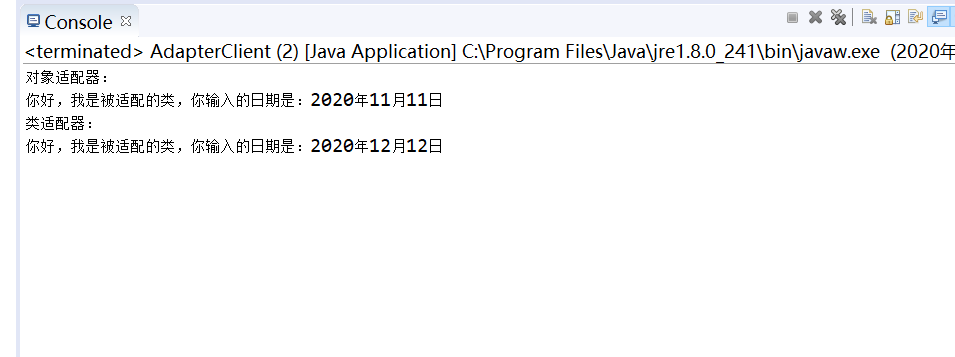 Console
<terminated> AdapterClient (2) [Java Application] C:\Program Files\Java\jre1.8.0_241\bin\javaw.exe (2020年
对象适配器：
你好，我是被适配的类，你输入的日期是：2020年11月11日
类适配器：
你好，我是被适配的类，你输入的日期是：2020年12月12日